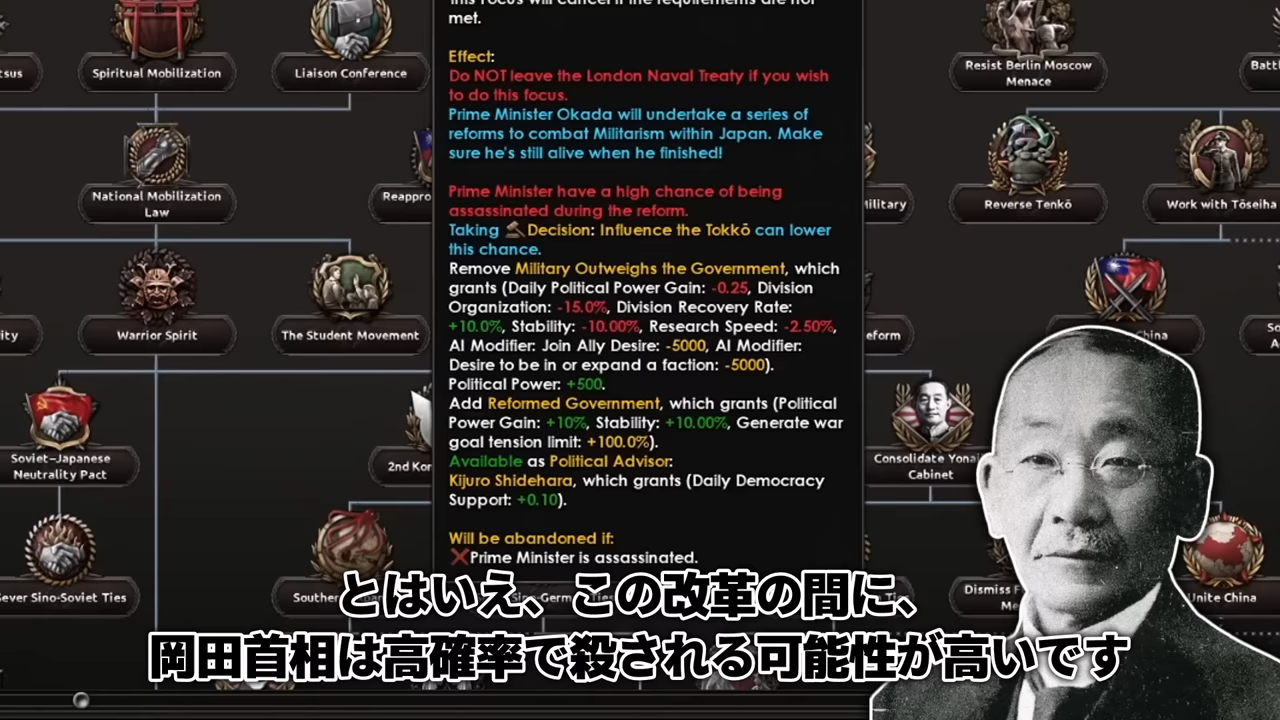 This Focus will cancel if the requirements are not
met.
Effect:
Do NOT leave the London Naval Treaty if you wish
to do this focus.
Prime Minister Okada will undertake a series of
reforms to combat Militarism within Japan. Make
sure he's still alive when he finished!
Prime Minister have a high chance of being
assassinated during the reform.
Taking Decision: Influence the Tokkō can lower
this chance.
Remove Military Outweighs the Government, which
grants (Daily Political Power Gain: -0.25, Division
Organization: -15.0%, Division Recovery Rate:
+10.0%, Stability: -10.00%, Research Speed: -2.50%,
AI Modifier: Join Ally Desire: -5000, AI Modifier:
Desire to be in or expand a faction: -5000).
Political Power: +500.
Add Reformed Government, which grants (Political
Power Gain: +10%, Stability: +10.00%, Generate war
goal tension limit: +100.0%).
Available as Political Advisor:
Kijuro Shidehara, which grants (Daily Democracy
Support: +0.10).
Will be abandoned if:
Prime Minister is assassinated.
Spiritual Mobilization
Liaison Conference
National Mobilization
Law
Warrior Spirit
The Student Movement
Soviet-Japanese
Neutrality Pact
2nd
Sino-Soviet Ties
Resist Berlin Moscow
Menace
Reverse Tenkō
Work with Tōseiha
China
Consolidate Yonai
Cabinet
Dismiss
Unite China
とはいえ、この改革の間に、
岡田首相は高確率で殺される可能性が高いです